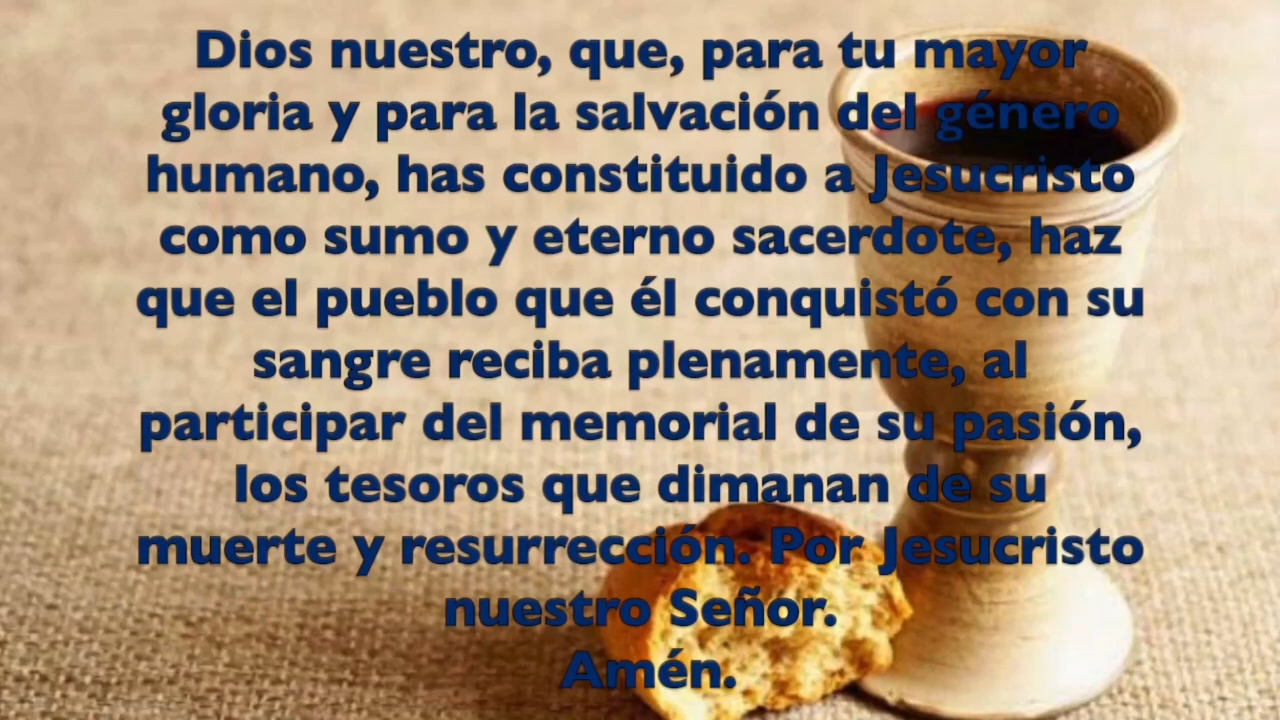 Dios nuestro, que, para tu mayor
gloria y para la salvación del género
humano, has constituido a Jesucristo
como sumo y eterno sacerdote, haz
que el pueblo que él conquistó con su
sangre reciba plenamente, al
participar del memorial de su pasión,
los tesoros que dimanan de su
muerte y resurrección. Por Jesucristo
nuestro Señor.
Amén.